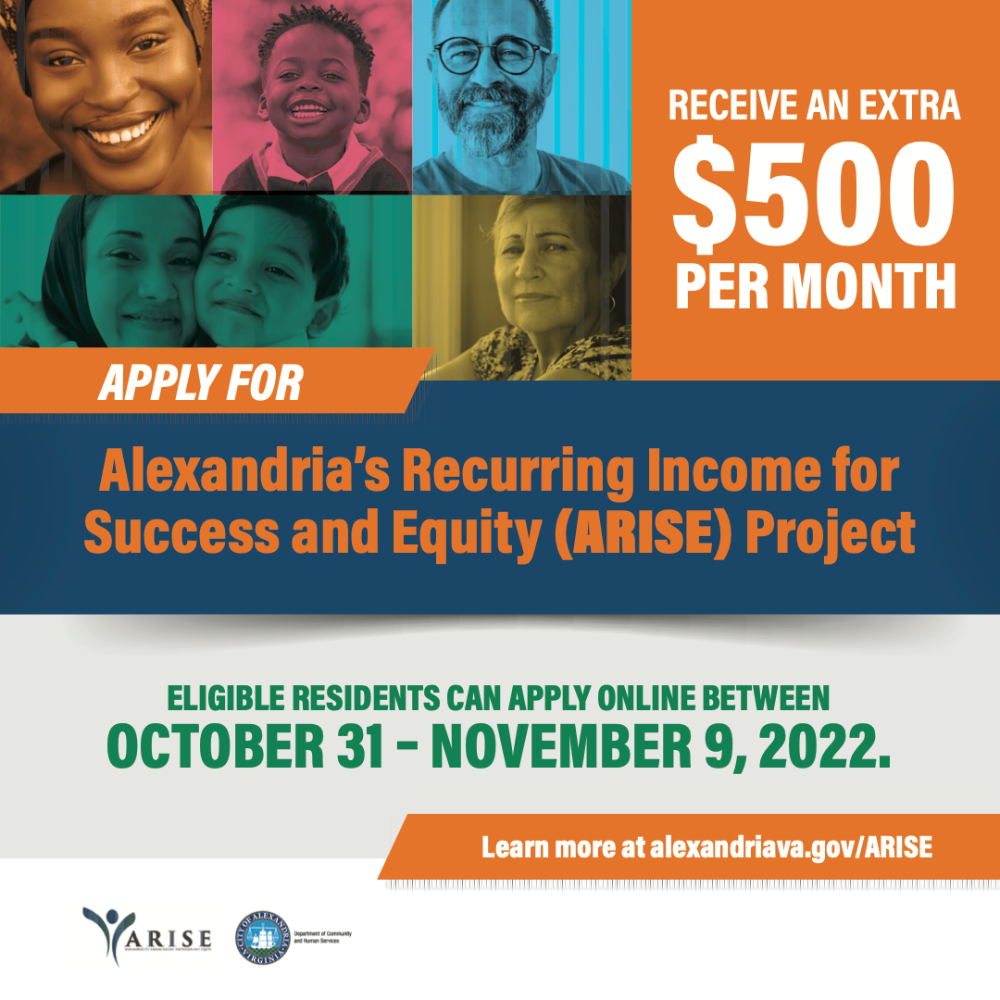 RECEIVE AN EXTRA
$500
PER MONTH
APPLY FOR
Alexandria's Recurring Income for
Success and Equity (ARISE) Project
ELIGIBLE RESIDENTS CAN APPLY ONLINE BETWEEN
OCTOBER 31 – NOVEMBER 9, 2022.
Learn more at alexandriava.gov/ARISE
ARISE
CITY OF ALEXANDRIA
VIRGINIA
Department of Community
and Human Services